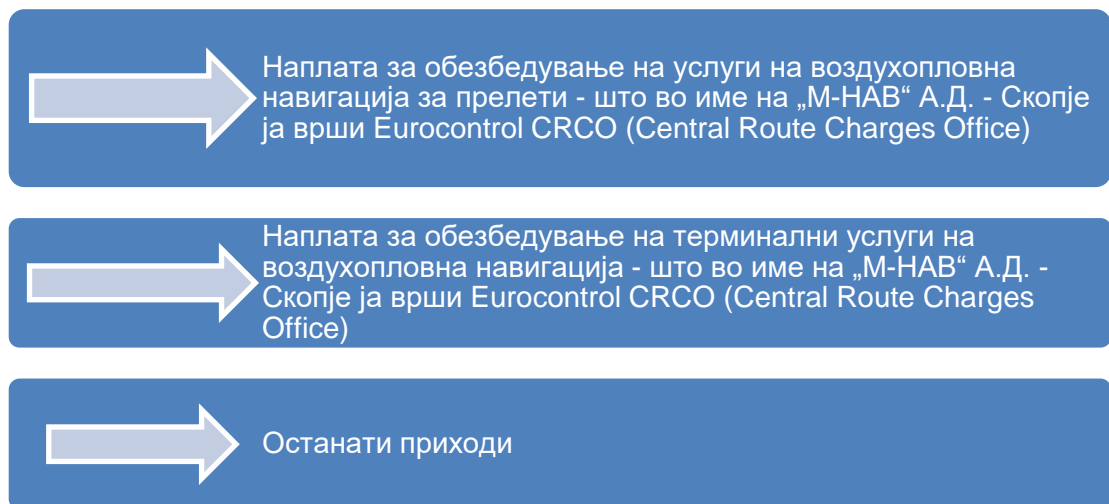 Наплата за обезбедување на услуги на воздухопловна
навигација за прелети - што во име на „М-НАВ“ А.Д. - Скопје
ја врши Eurocontrol CRCO (Central Route Charges Office)
Наплата за обезбедување на терминални услуги на
воздухопловна навигација - што во име на „М-НАВ“ А.Д. -
Скопје ја врши Eurocontrol CRCO (Central Route Charges
Office)
Останати приходи